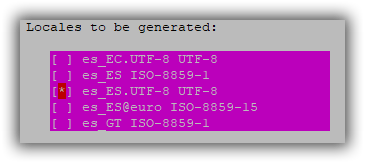 Locales to be generated:
[ ] es_EC.UTF-8 UTF-8
[ ] es_ES ISO-8859-1
[*] es_ES.UTF-8 UTF-8
[ ] es_ES@euro ISO-8859-15
[ ] es_GT ISO-8859-1